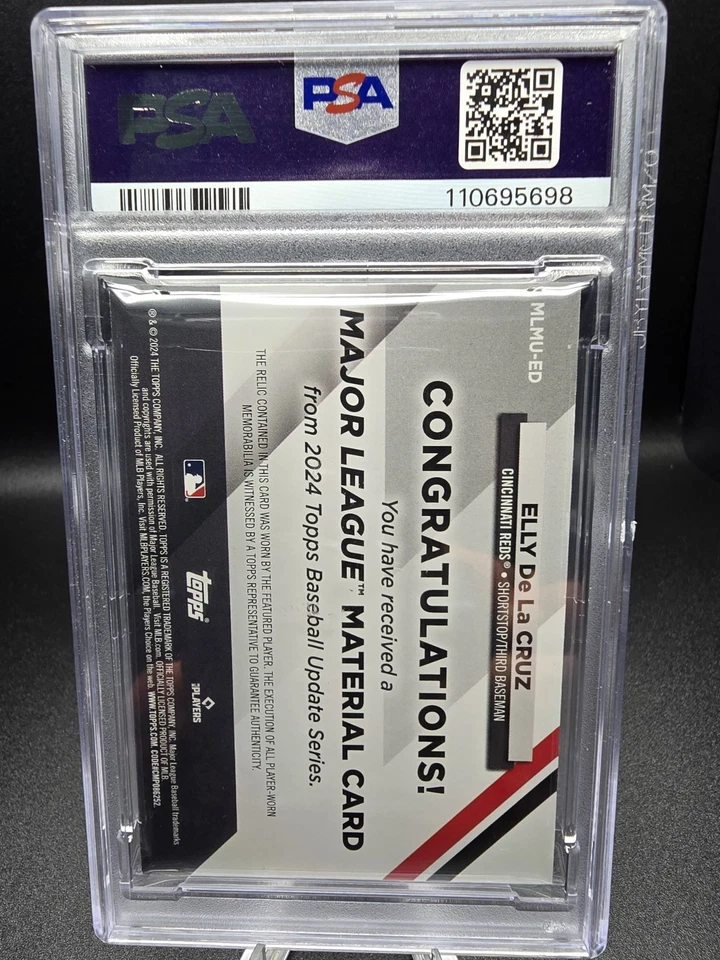 PSA
PSA
110695698
MLMU-ED
ELLY De La CRUZ
CINCINNATI REDS® • SHORTSTOP/THIRD BASEMAN
CONGRATULATIONS!
You have received a
MAJOR LEAGUE™ MATERIAL CARD
from 2024 Topps Baseball Update Series.
THE RELIC CONTAINED IN THIS CARD WAS WORN BY THE FEATURED PLAYER. THE EXECUTION OF ALL PLAYER-WORN
MEMORABILIA IS WITNESSED BY A TOPPS REPRESENTATIVE TO GUARANTEE AUTHENTICITY.
topps®
PLAYERS
® & © 2024 THE TOPPS COMPANY, INC. ALL RIGHTS RESERVED. TOPPS IS A REGISTERED TRADEMARK OF THE TOPPS COMPANY, INC. Major League Baseball trademarks
and copyrights are used with permission of Major League Baseball. Visit MLB.com. OFFICIALLY LICENSED PRODUCT OF MLB
Officially Licensed Product of MLB Players, Inc. Visit MLBPLAYERS.COM, the Players Choice on the web. WWW.TOPPS.COM. CODE#CMP086252.